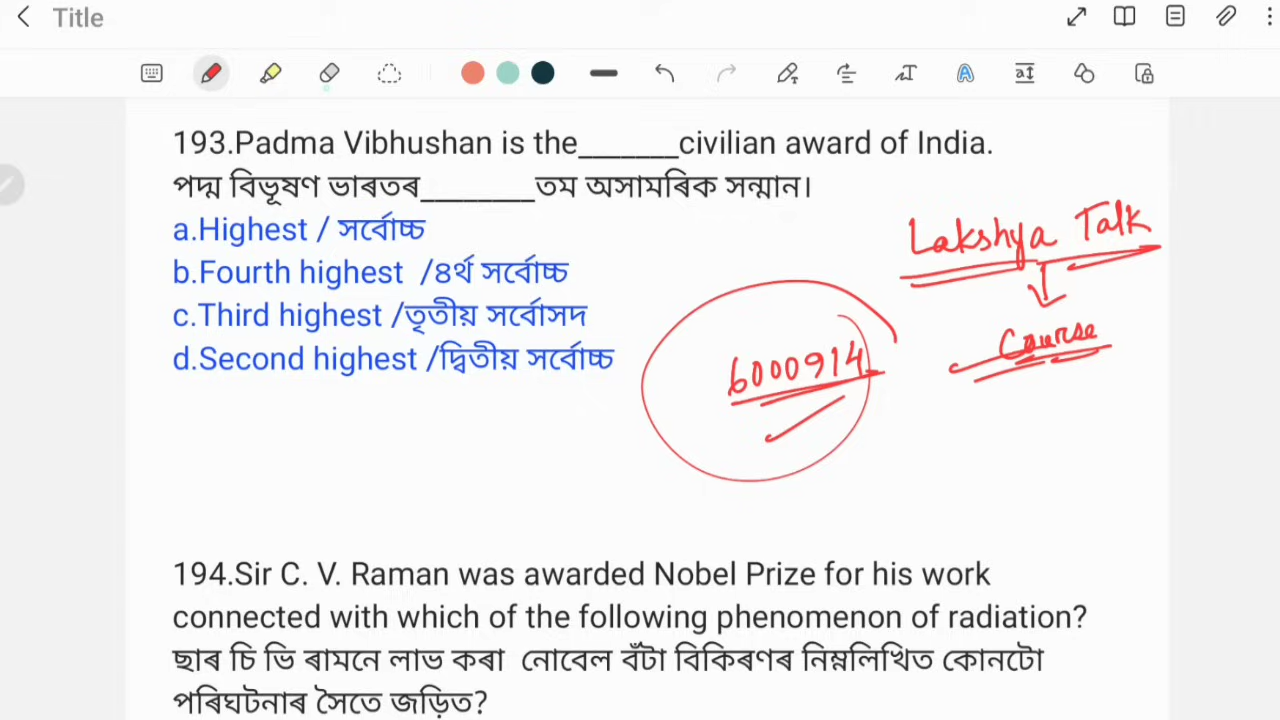 Title
193.Padma Vibhushan is the_______civilian award of India.
পদ্ম বিভূষণ ভাৰতৰ________তম অসামৰিক সন্মান।
a.Highest / সৰ্বোচ্চ
b.Fourth highest /৪ৰ্থ সৰ্বোচ্চ
c.Third highest /তৃতীয় সৰ্বোসদ
d.Second highest /দ্বিতীয় সৰ্বোচ্চ
Lakshya Talk
Course
6000914
194.Sir C. V. Raman was awarded Nobel Prize for his work
connected with which of the following phenomenon of radiation?
ছাৰ চি ভি ৰামনে লাভ কৰা নোবেল বঁটা বিকিৰণৰ নিম্নলিখিত কোনটো
পৰিঘটনাৰ সৈতে জড়িত?